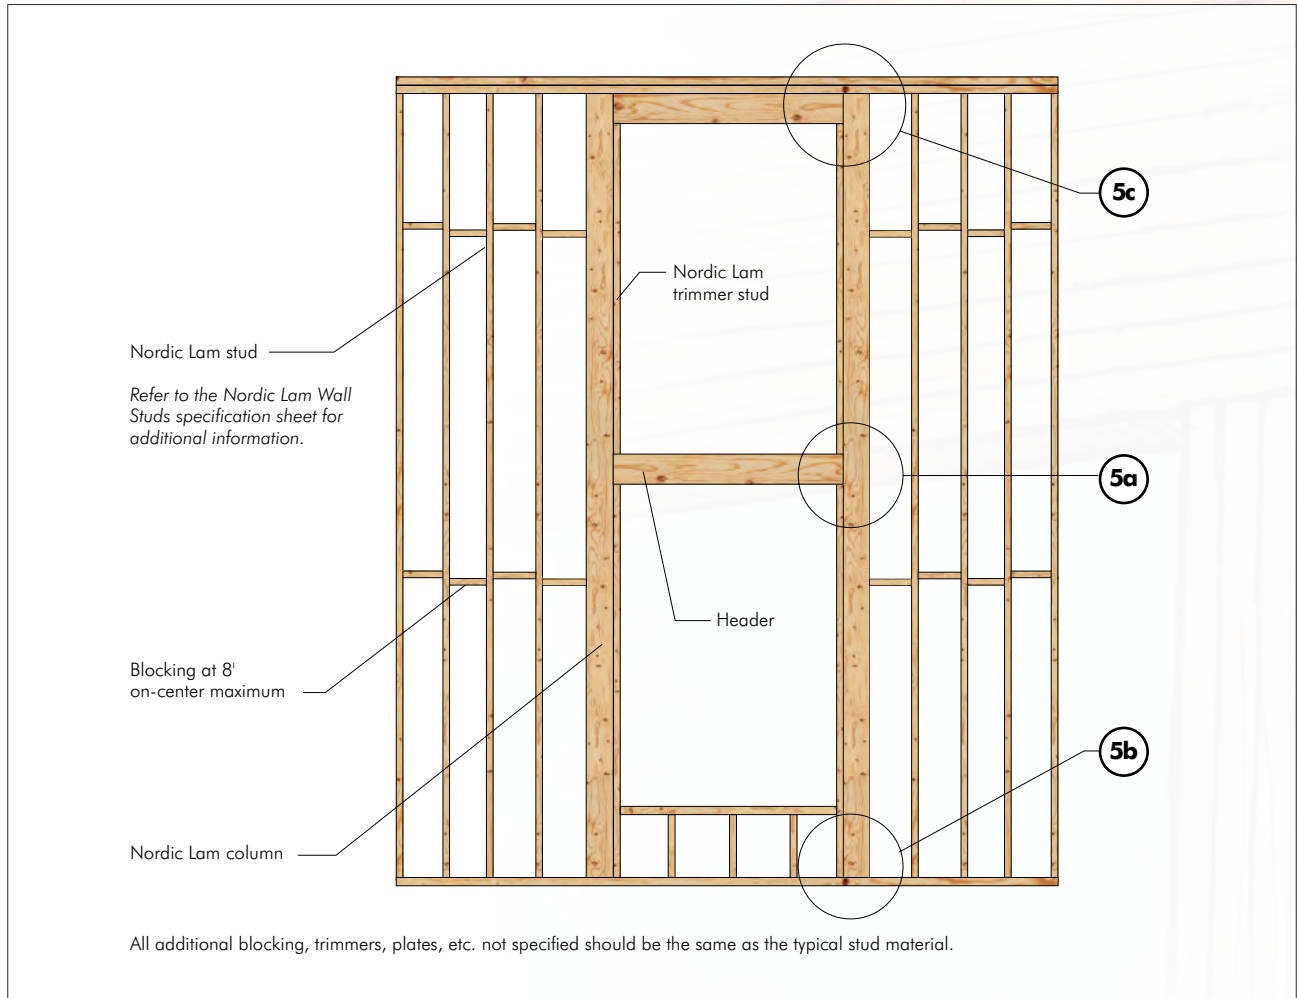 5c
Nordic Lam
trimmer stud
Nordic Lam stud
Refer to the Nordic Lam Wall
Studs specification sheet for
additional information.
5a
Header
Blocking at 8'
on-center maximum
5b
Nordic Lam column
All additional blocking, trimmers, plates, etc. not specified should be the same as the typical stud material.